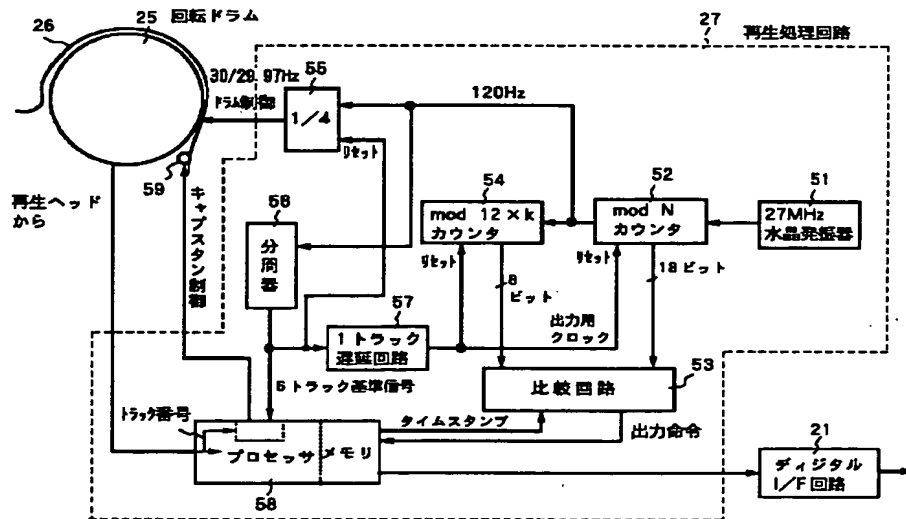 26
25
回転ドラム
27
再生処理回路
30/29.97Hz
ドラム制御
55
1/4
リセット
120Hz
59
再生ヘッド
から
キャプスタン制御
56
分周器
54
mod 12×k
カウンタ
リセット
52
mod N
カウンタ
リセット
51
27MHz
水晶発振器
8
ビット
18ビット
57
1トラック
遅延回路
出力用
クロック
6トラック基準信号
53
比較回路
トラック番号
タイムスタンプ
出力命令
プロセッサ
メモリ
58
21
ディジタル
I/F回路